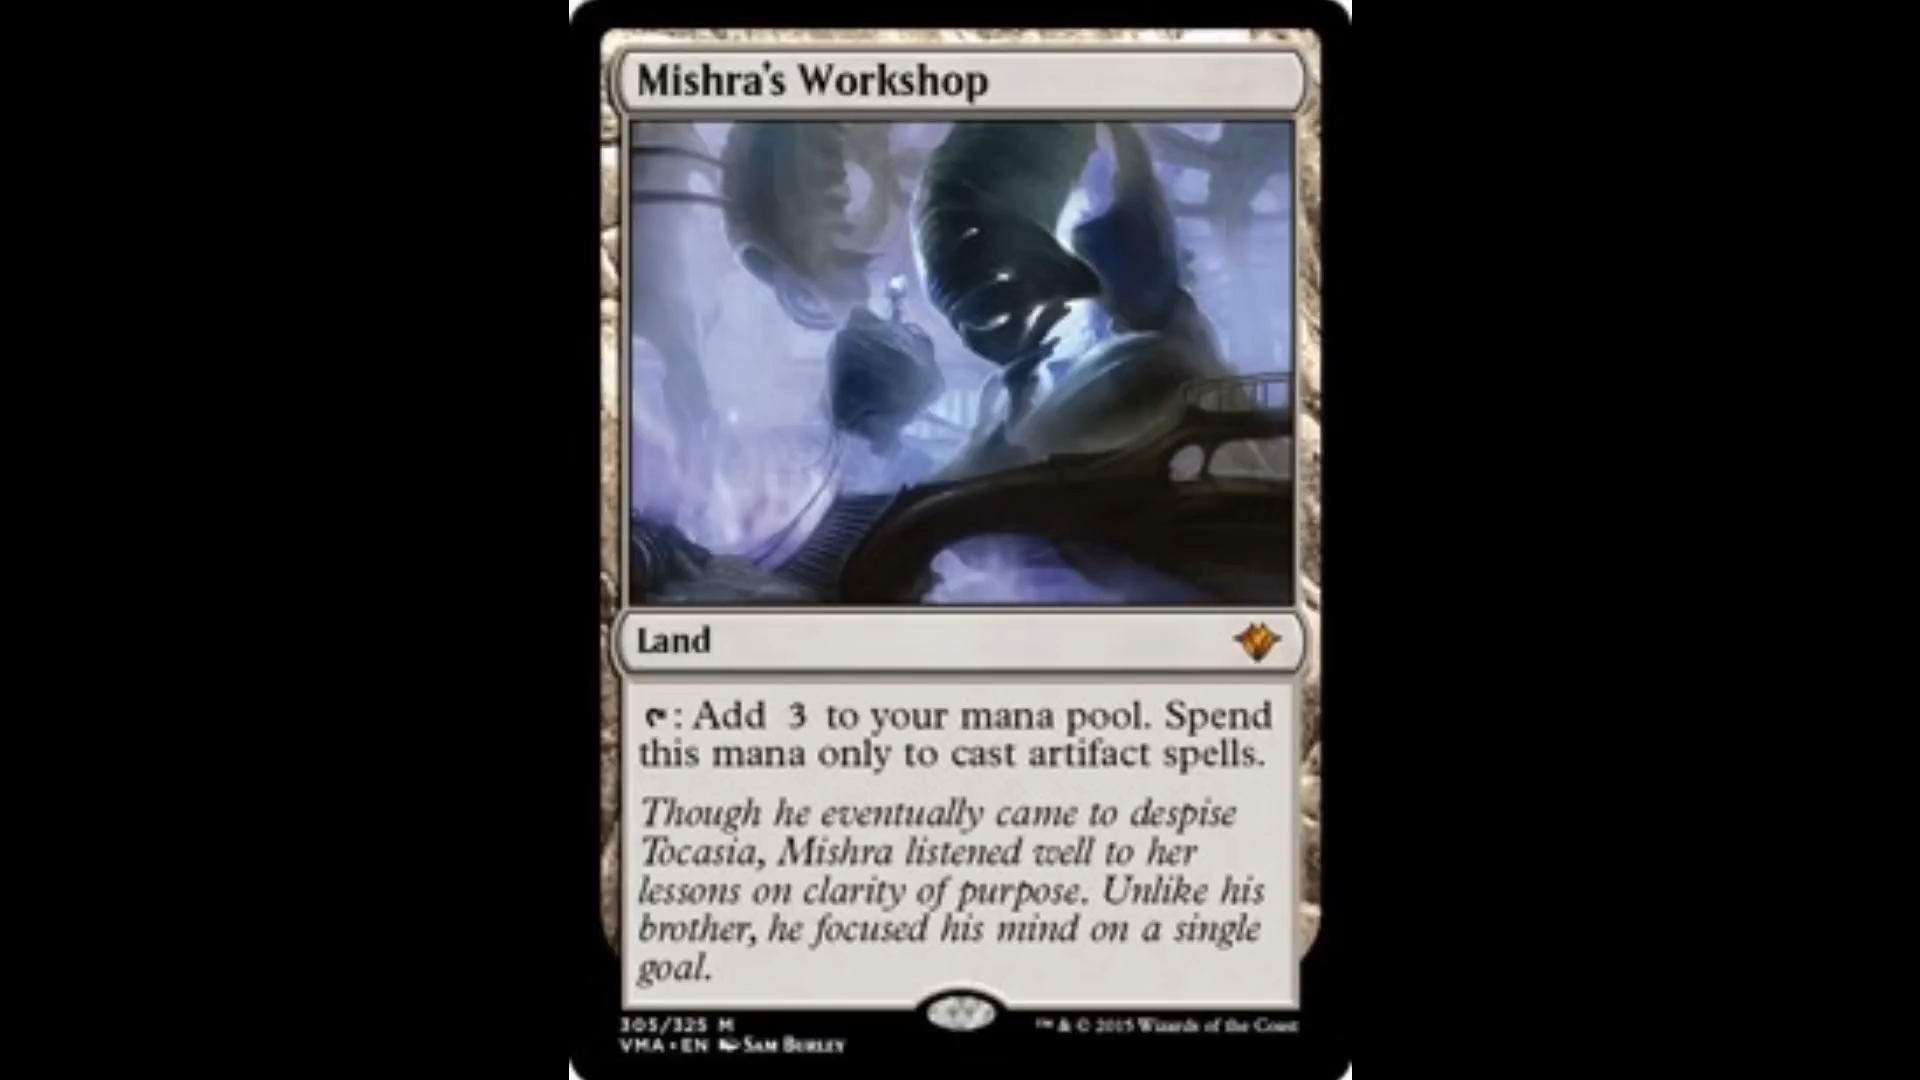 Mishra's Workshop
Land
: Add 3 to your mana pool. Spend
this mana only to cast artifact spells.
Though he eventually came to despise
Tocasia, Mishra listened well to her
lessons on clarity of purpose. Unlike his
brother, he focused his mind on a single
goal.
305/325 M
™ & © 2015 Wizards of the Coast
VMA • EN Sam Burley